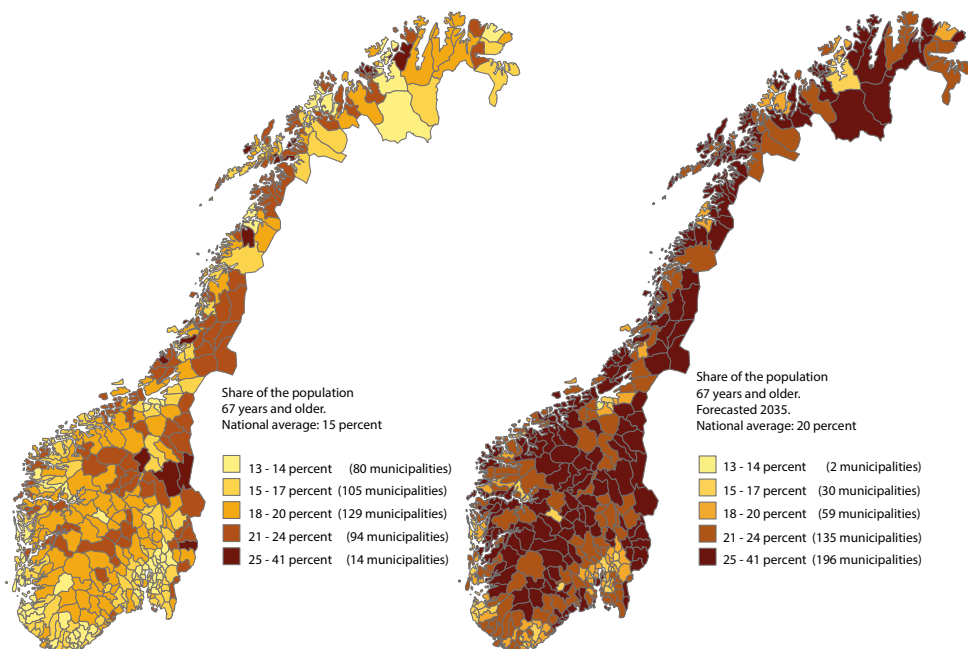 Share of the population
67 years and older.
National average: 15 percent
13 - 14 percent (80 municipalities)
15 - 17 percent (105 municipalities)
18 - 20 percent (129 municipalities)
21 - 24 percent (94 municipalities)
25 - 41 percent (14 municipalities)
Share of the population
67 years and older.
Forecasted 2035.
National average: 20 percent
13 - 14 percent (2 municipalities)
15 - 17 percent (30 municipalities)
18 - 20 percent (59 municipalities)
21 - 24 percent (135 municipalities)
25 - 41 percent (196 municipalities)